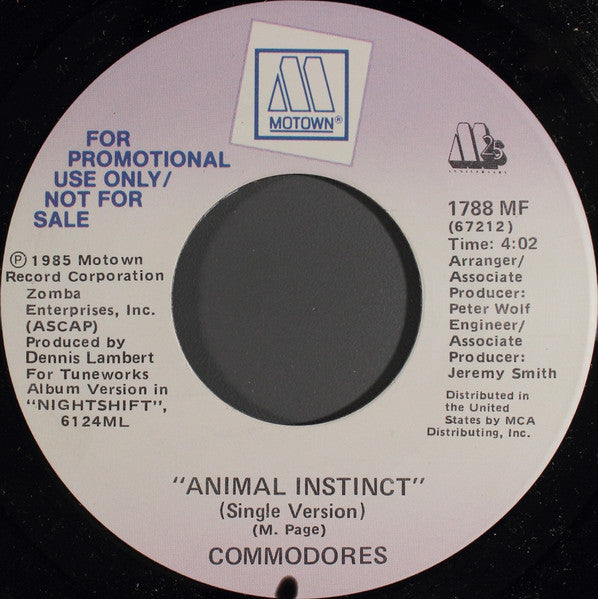 MOTOWN®
FOR
PROMOTIONAL
USE ONLY/
NOT FOR
SALE
M25
ANNIVERSARY
1788 MF
(67212)
Time: 4:02
Arranger/
Associate
Producer:
Peter Wolf
Engineer/
Associate
Producer:
Jeremy Smith
Distributed in
the United
States by MCA
Distributing, Inc.
℗ 1985 Motown
Record Corporation
Zomba
Enterprises, Inc.
(ASCAP)
Produced by
Dennis Lambert
For Tuneworks
Album Version in
"NIGHTSHIFT",
6124ML
"ANIMAL INSTINCT"
(Single Version)
(M. Page)
COMMODORES